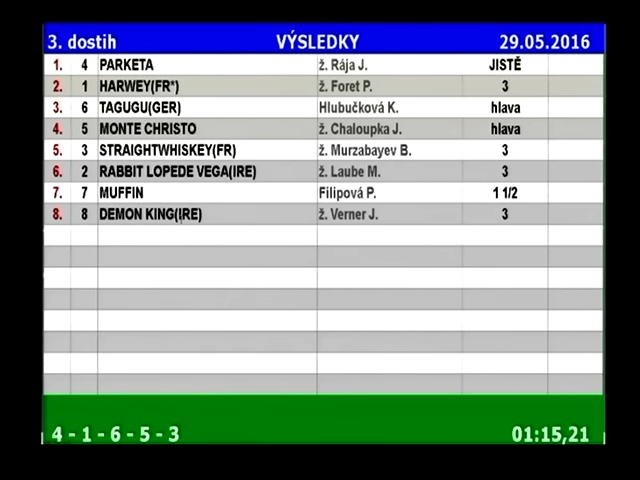 3. dostih VÝSLEDKY 29.05.2016
1. 4 PARKETA ž. Rája J. JISTĚ
2. 1 HARWEY(FR*) ž. Foret P. 3
3. 6 TAGUGU(GER) Hlubučková K. hlava
4. 5 MONTE CHRISTO ž. Chaloupka J. hlava
5. 3 STRAIGHTWHISKEY(FR) ž. Murzabayev B. 3
6. 2 RABBIT LOPEDE VEGA(IRE) ž. Laube M. 3
7. 7 MUFFIN Filipová P. 1 1/2
8. 8 DEMON KING(IRE) ž. Verner J. 3
4 - 1 - 6 - 5 - 3 01:15,21